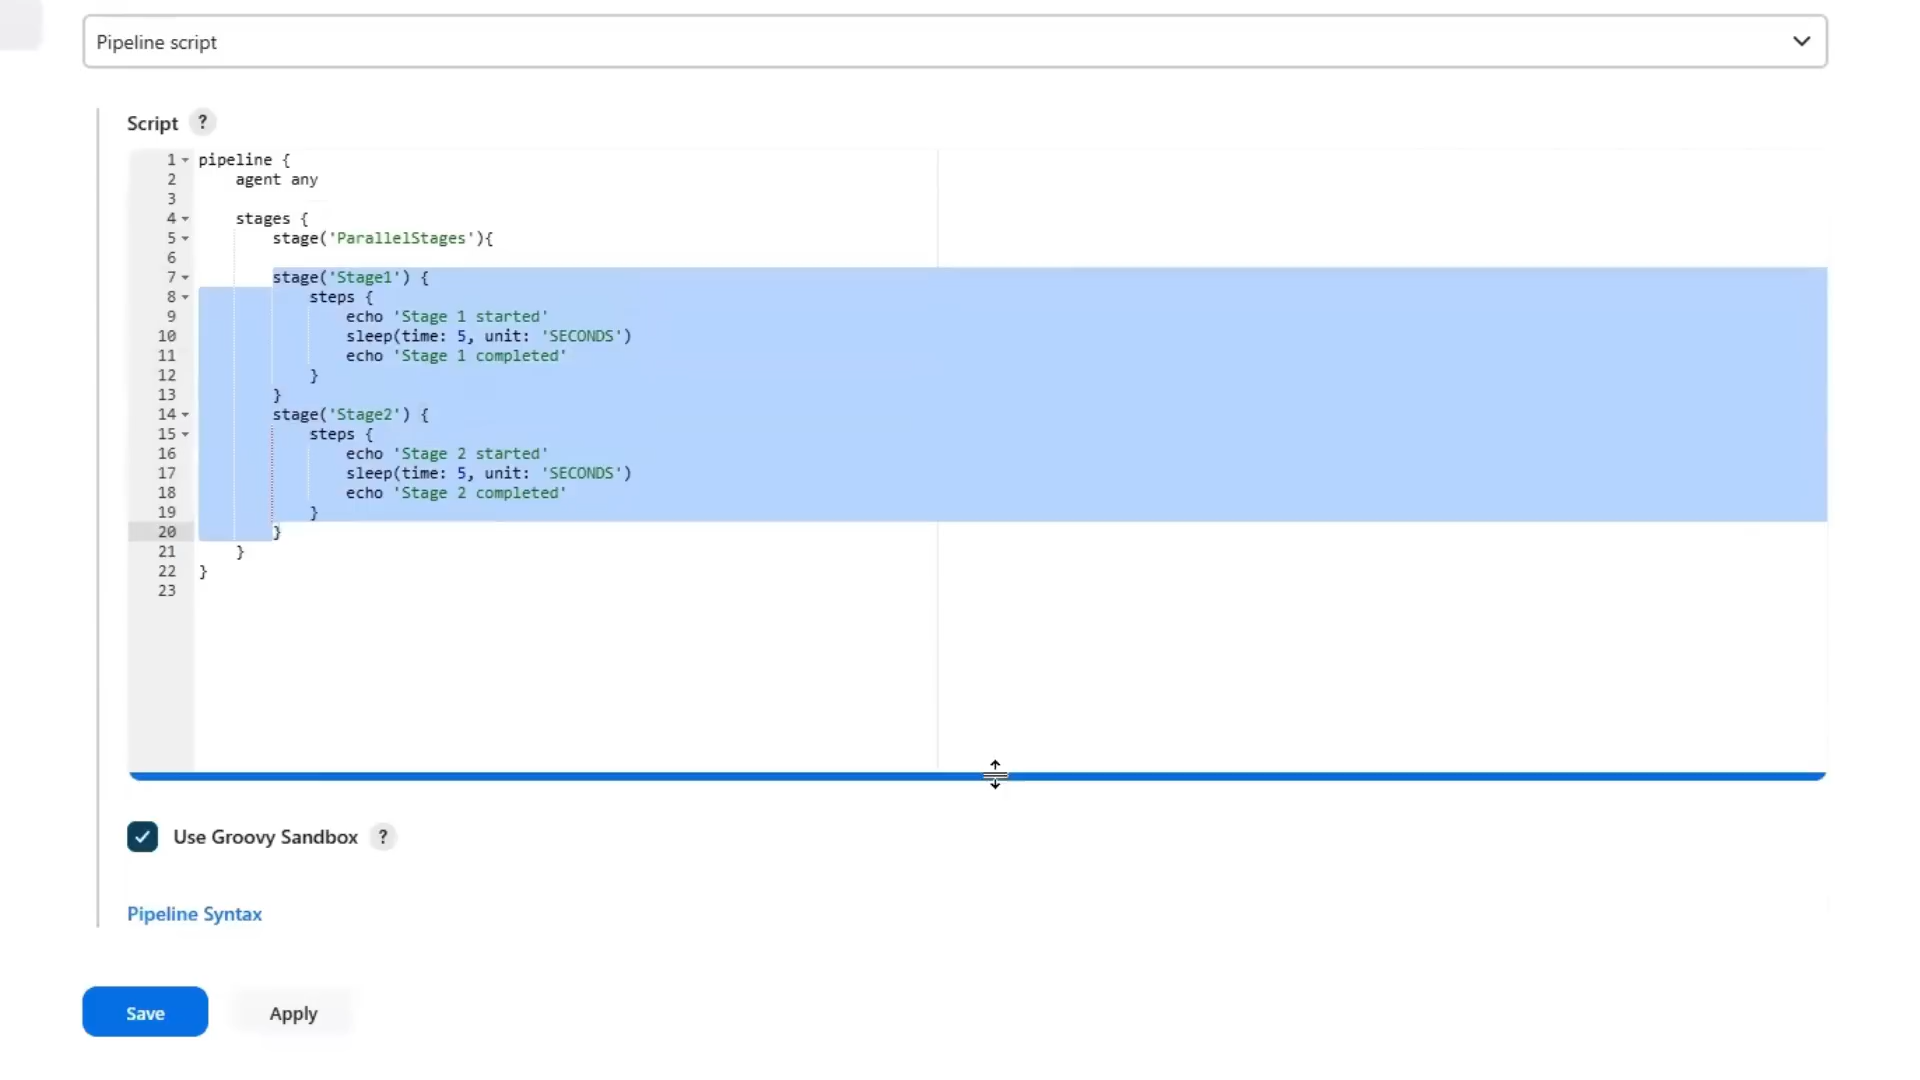 Pipeline script
Script ?
1 pipeline {
2     agent any
3
4     stages {
5         stage('ParallelStages'){
6
7         stage('Stage1') {
8             steps {
9                 echo 'Stage 1 started'
10                 sleep(time: 5, unit: 'SECONDS')
11                 echo 'Stage 1 completed'
12             }
13         }
14         stage('Stage2') {
15             steps {
16                 echo 'Stage 2 started'
17                 sleep(time: 5, unit: 'SECONDS')
18                 echo 'Stage 2 completed'
19             }
20         }
21     }
22 }
23
Use Groovy Sandbox ?
Pipeline Syntax
Save Apply